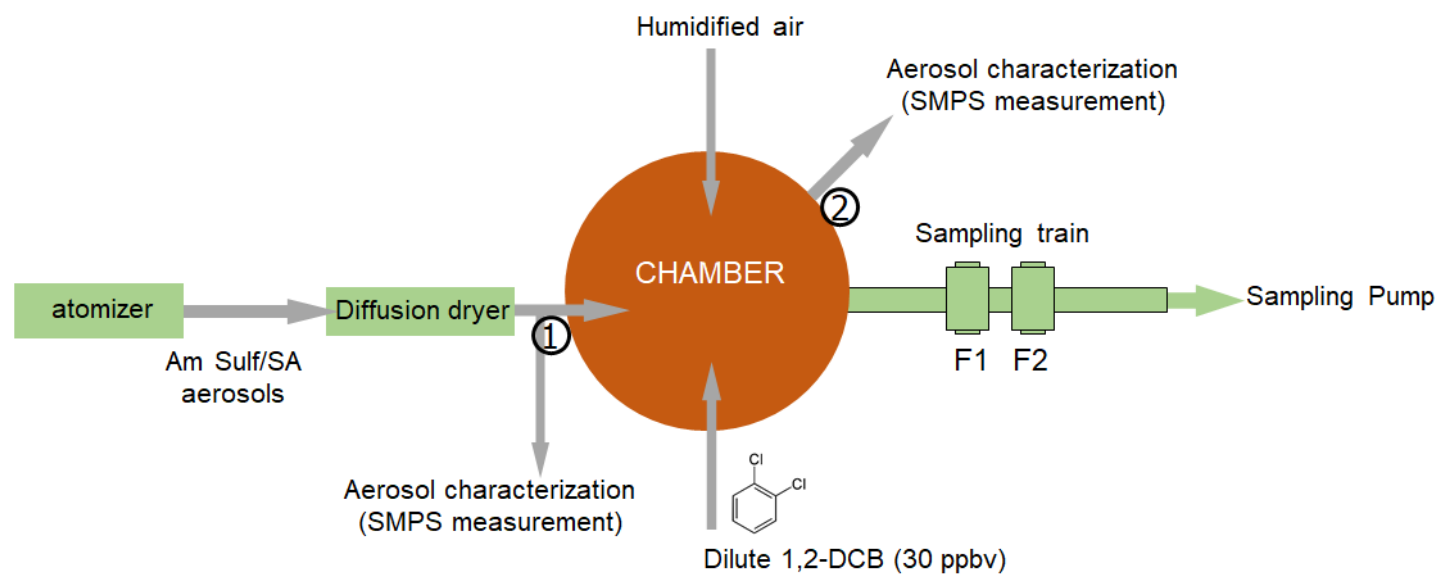 Humidified air
Aerosol characterization
(SMPS measurement)
2
Sampling train
CHAMBER
atomizer
Diffusion dryer
Sampling Pump
1
Am Sulf/SA
aerosols
F1 F2
Cl
Cl
Aerosol characterization
(SMPS measurement)
Dilute 1,2-DCB (30 ppbv)